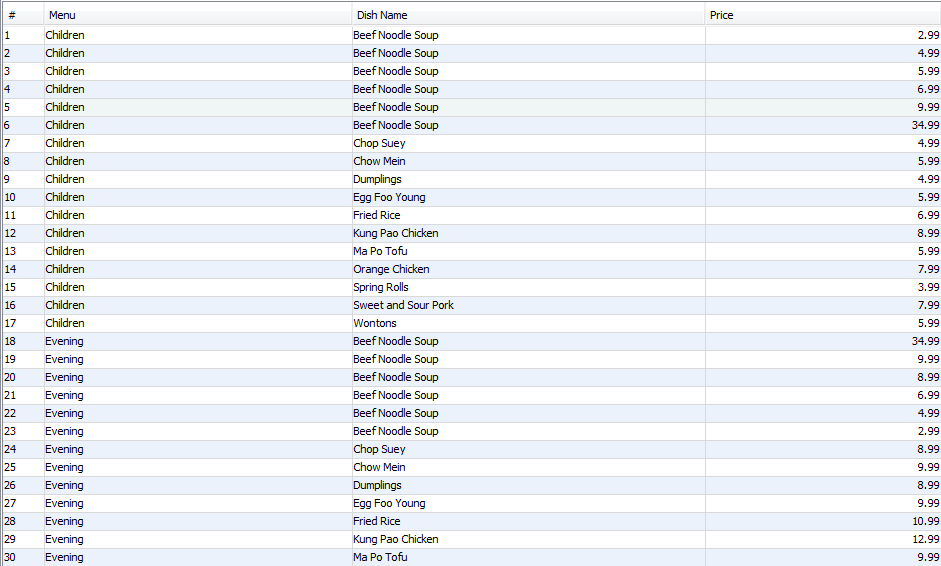 # Menu Dish Name Price
1 Children Beef Noodle Soup 2.99
2 Children Beef Noodle Soup 4.99
3 Children Beef Noodle Soup 5.99
4 Children Beef Noodle Soup 6.99
5 Children Beef Noodle Soup 9.99
6 Children Beef Noodle Soup 34.99
7 Children Chop Suey 4.99
8 Children Chow Mein 5.99
9 Children Dumplings 4.99
10 Children Egg Foo Young 5.99
11 Children Fried Rice 6.99
12 Children Kung Pao Chicken 8.99
13 Children Ma Po Tofu 5.99
14 Children Orange Chicken 7.99
15 Children Spring Rolls 3.99
16 Children Sweet and Sour Pork 7.99
17 Children Wontons 5.99
18 Evening Beef Noodle Soup 34.99
19 Evening Beef Noodle Soup 9.99
20 Evening Beef Noodle Soup 8.99
21 Evening Beef Noodle Soup 6.99
22 Evening Beef Noodle Soup 4.99
23 Evening Beef Noodle Soup 2.99
24 Evening Chop Suey 8.99
25 Evening Chow Mein 9.99
26 Evening Dumplings 8.99
27 Evening Egg Foo Young 9.99
28 Evening Fried Rice 10.99
29 Evening Kung Pao Chicken 12.99
30 Evening Ma Po Tofu 9.99